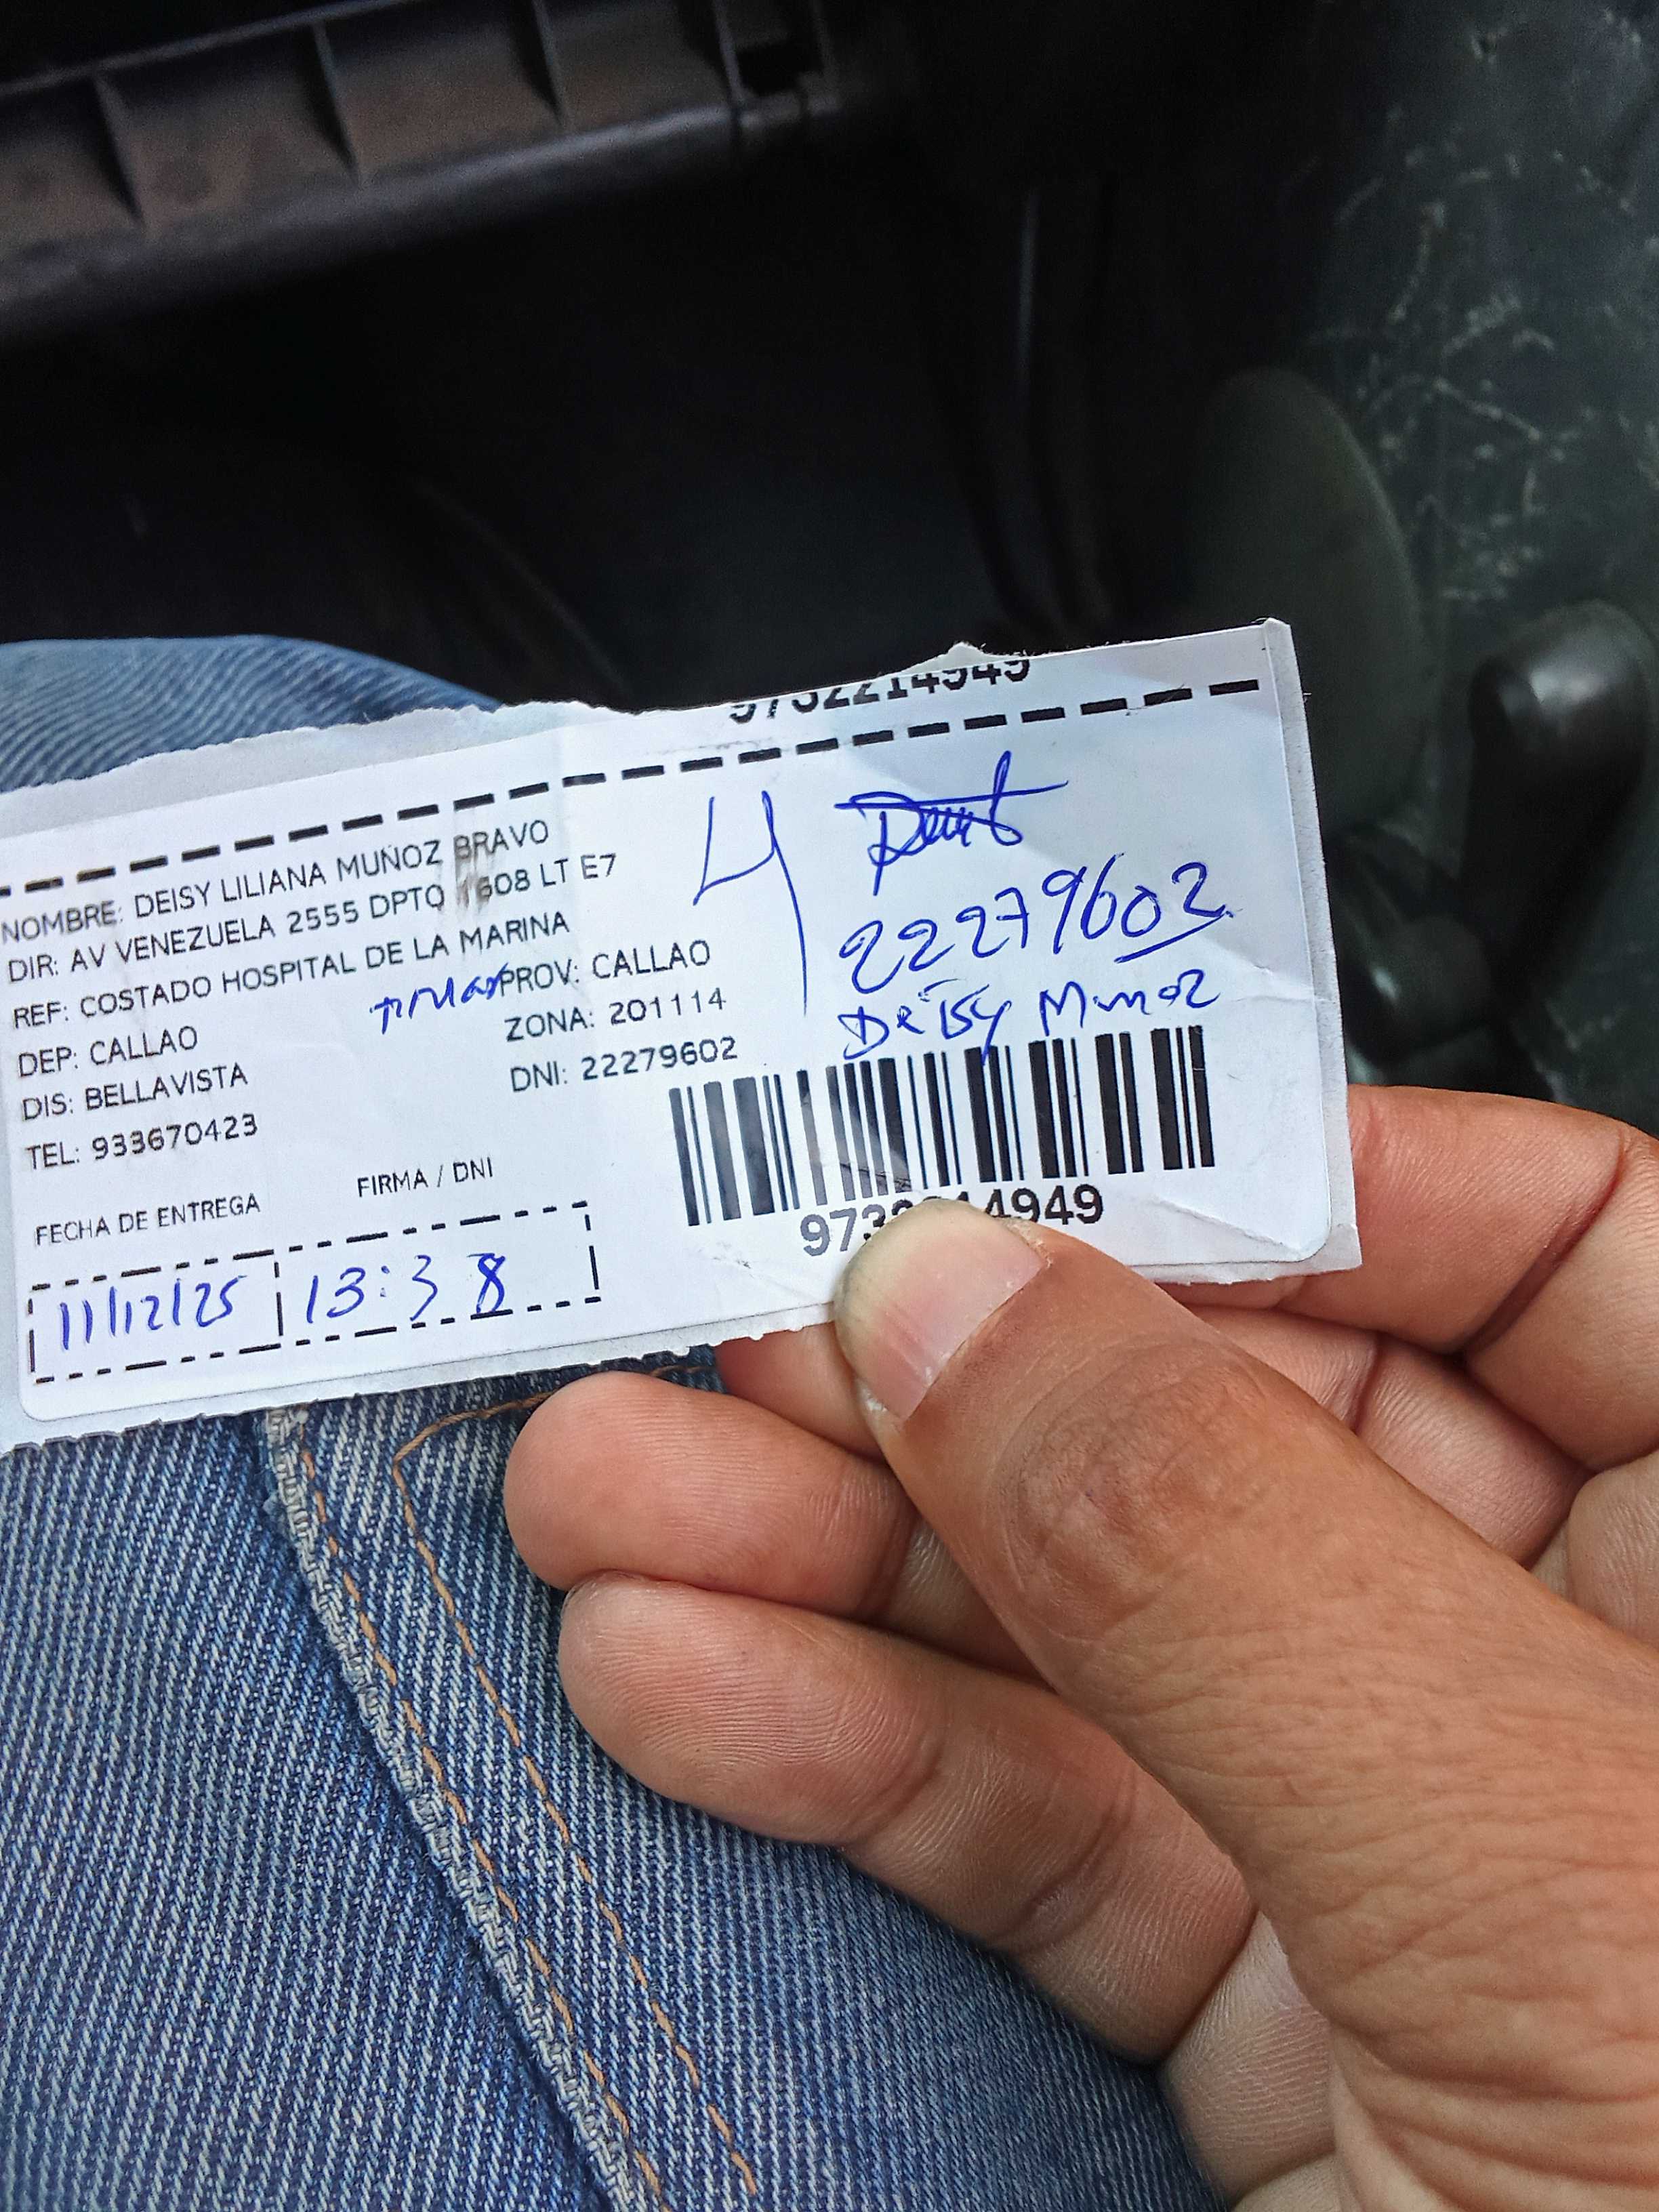 9732214949
NOMBRE: DEISY LILIANA MUÑOZ BRAVO
DIR: AV VENEZUELA 2555 DPTO 1608 LT E7
REF: COSTADO HOSPITAL DE LA MARINA
DEP: CALLAO PROV: CALLAO
DIS: BELLAVISTA ZONA: 201114
TEL: 933670423 DNI: 22279602
4
22279602
Deisy Munoz
FECHA DE ENTREGA FIRMA / DNI
11/12/25 13:38
973 4949